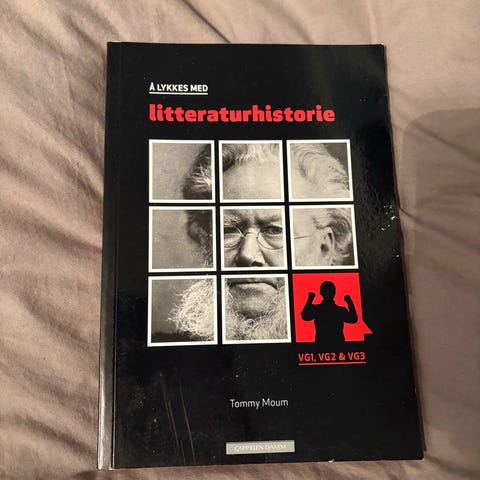 Å LYKKES MED
litteraturhistorie
VG1, VG2 & VG3
Tommy Moum
CAPPELEN DAMM